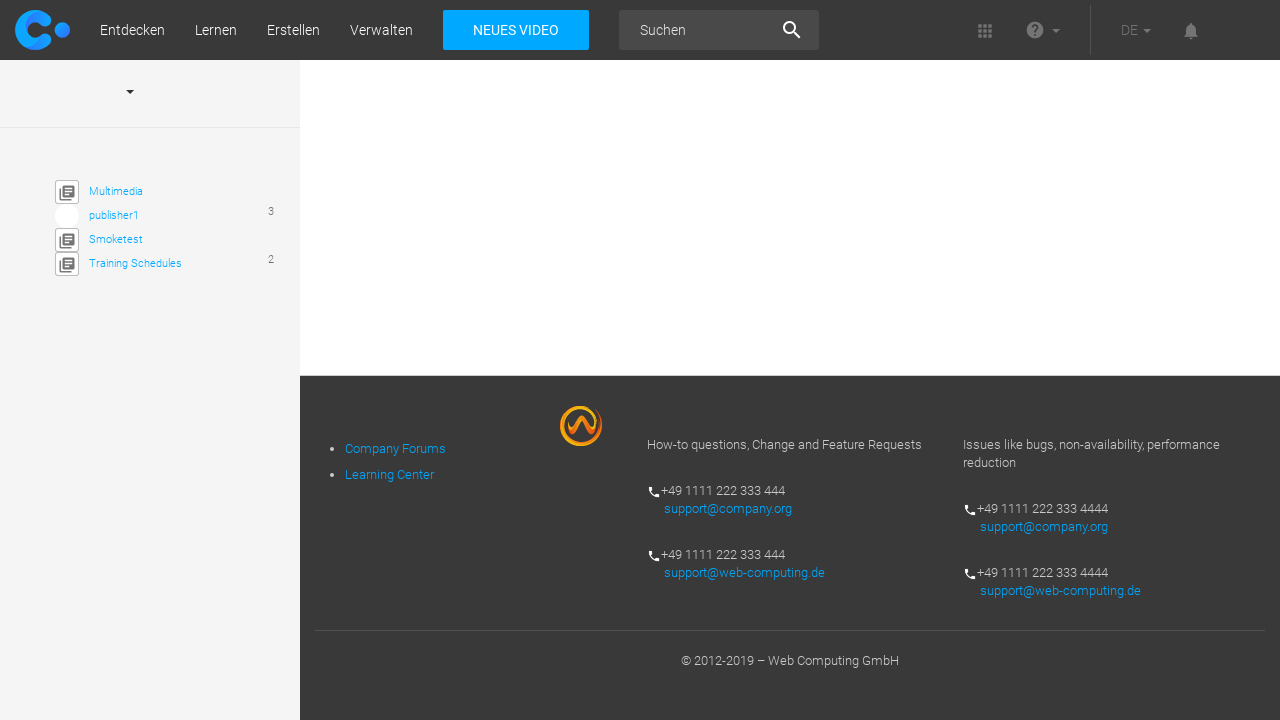 Entdecken
Lernen
Erstellen
Verwalten
NEUES VIDEO
Suchen
DE
Multimedia
publisher1
3
Smoketest
Training Schedules
2
Company Forums
Learning Center
How-to questions, Change and Feature Requests
+49 1111 222 333 444
support@company.org
+49 1111 222 333 444
support@web-computing.de
Issues like bugs, non-availability, performance
reduction
+49 1111 222 333 4444
support@company.org
+49 1111 222 333 4444
support@web-computing.de
© 2012-2019 – Web Computing GmbH